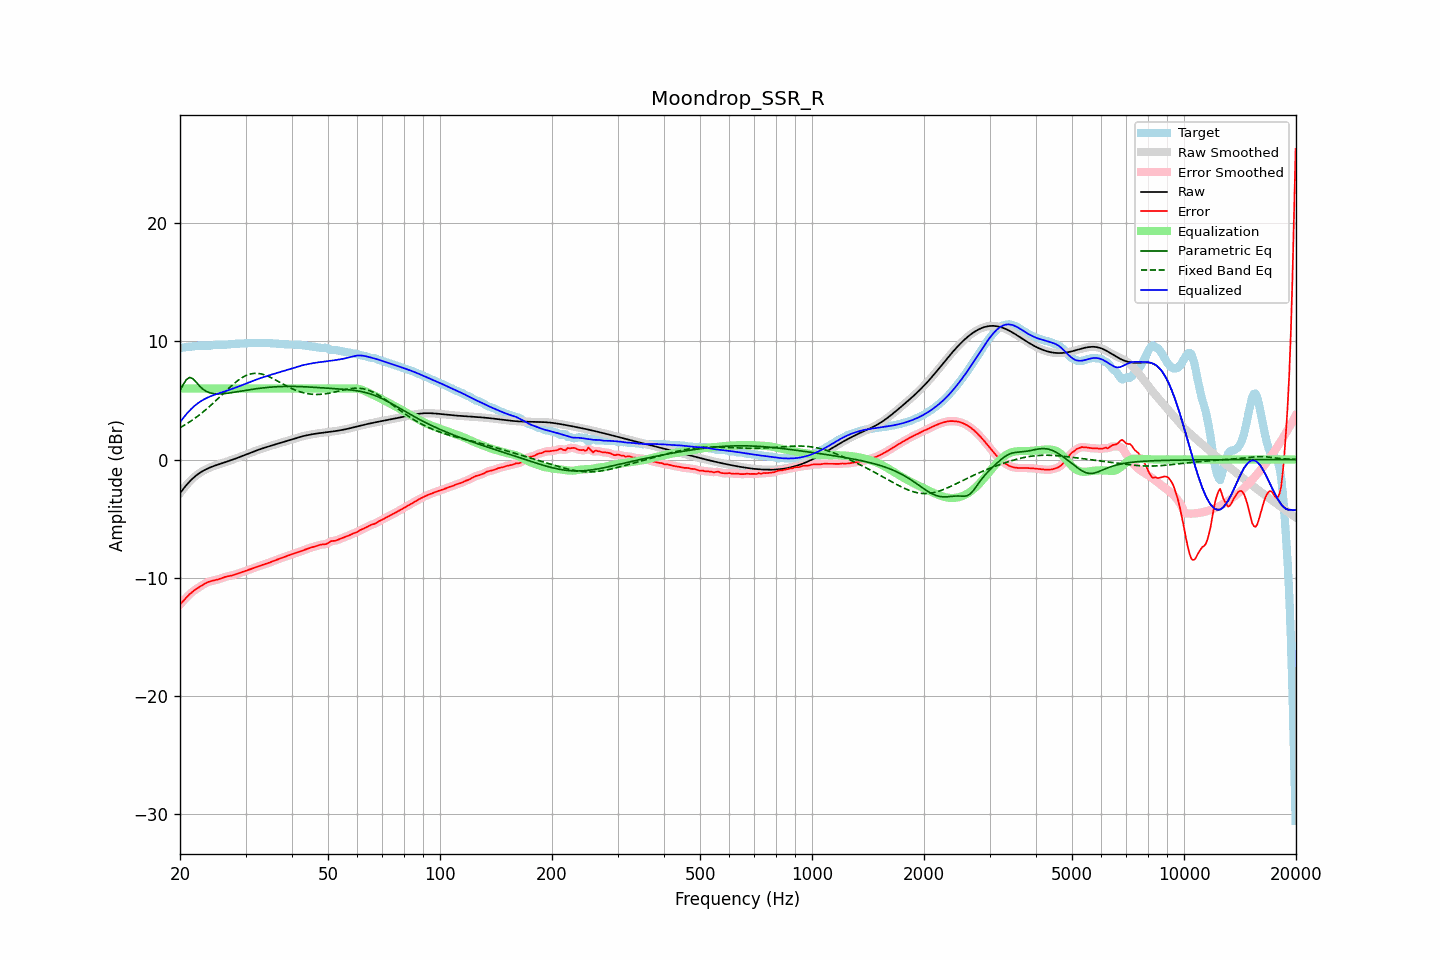 Moondrop_SSR_R
Target
Raw Smoothed
Error Smoothed
Raw
Error
Equalization
Parametric Eq
Fixed Band Eq
Equalized
Amplitude (dBr)
20
10
0
−10
−20
−30
20 50 100 200 500 1000 2000 5000 10000 20000
Frequency (Hz)